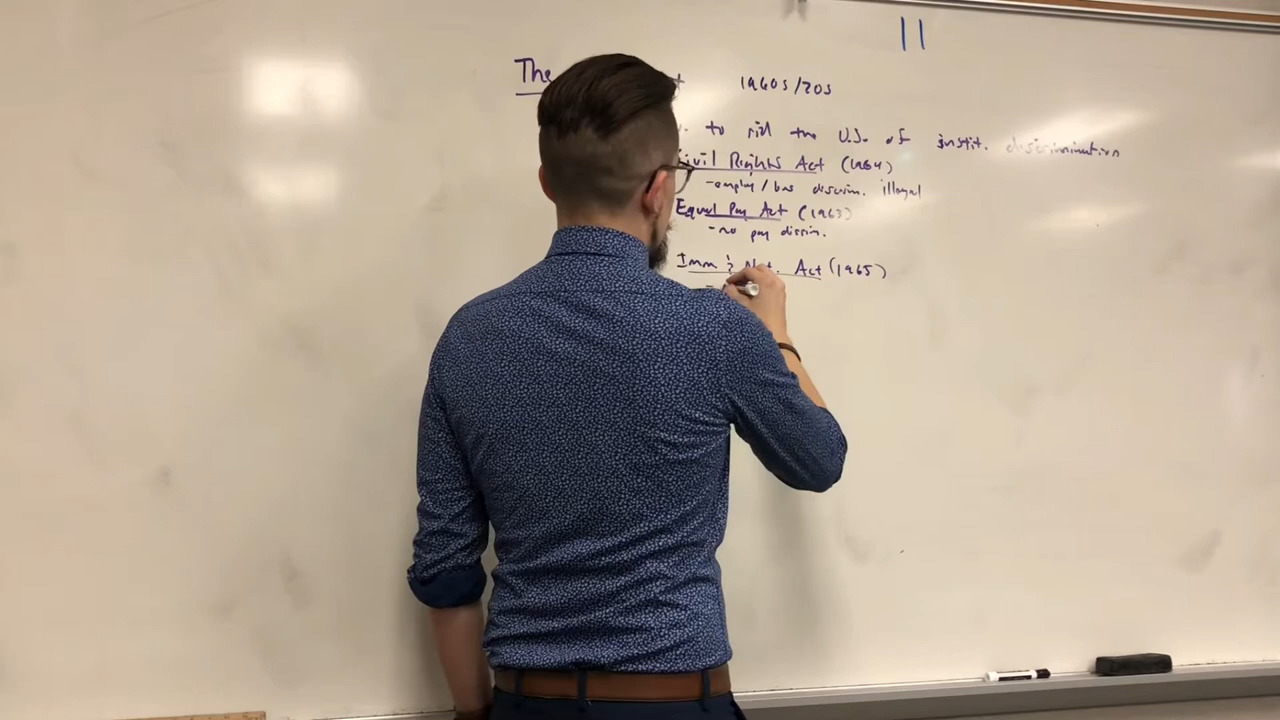 11
The 1960s/70s
to rid the U.S. of instit. discrimination
ivil Rights Act (1964)
-employ/bus discrim. illegal
Equal Pay Act (1963)
-no pay discrim.
Imm & Nat. Act (1965)